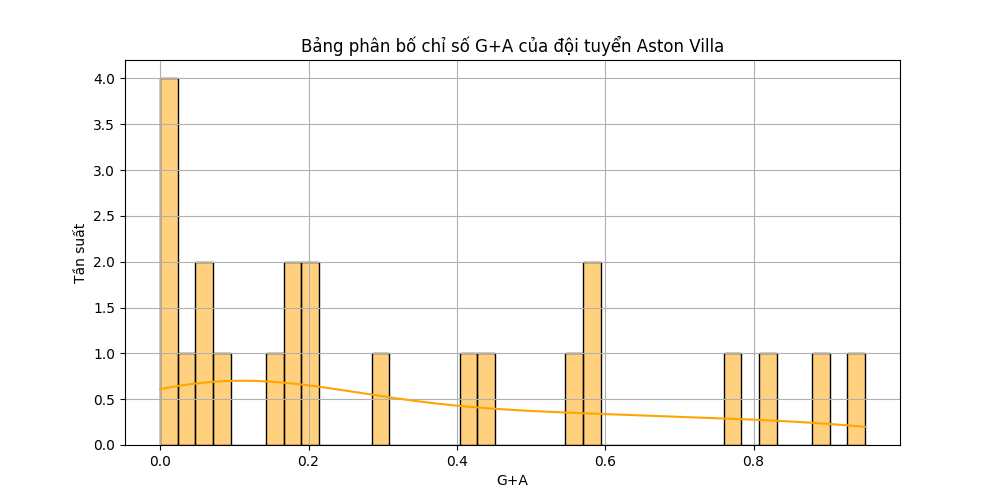 Bảng phân bố chỉ số G+A của đội tuyển Aston Villa
4.0
3.5
3.0
2.5
2.0
1.5
1.0
0.5
0.0
Tần suất
0.0 0.2 0.4 0.6 0.8
G+A